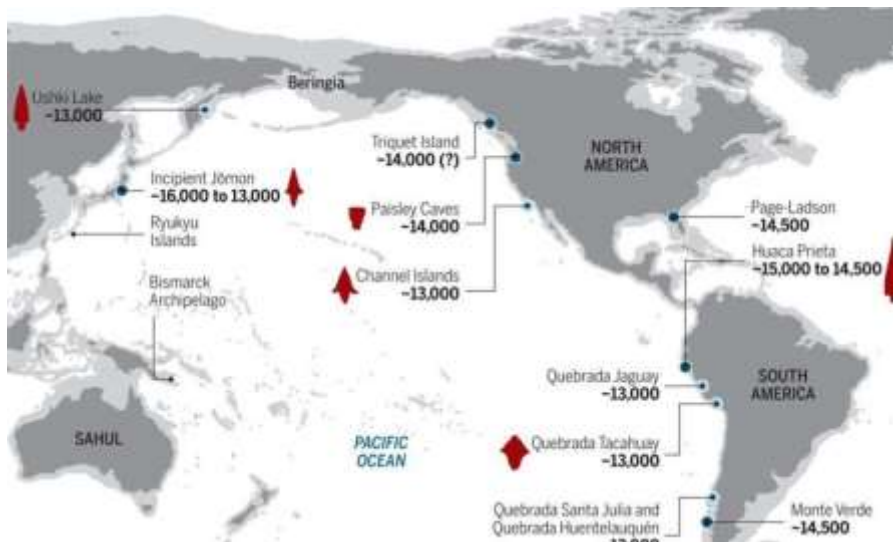 Beringia
Ushki Lake
~13,000
Incipient Jōmon
~16,000 to 13,000
Ryukyu
Islands
Bismarck
Archipelago
SAHUL
PACIFIC
OCEAN
Triquet Island
~14,000 (?)
Paisley Caves
~14,000
Channel Islands
~13,000
NORTH
AMERICA
Page-Ladson
~14,500
Huaca Prieta
~15,000 to 14,500
Quebrada Jaguay
~13,000
SOUTH
AMERICA
Quebrada Tacahuay
~13,000
Quebrada Santa Julia and
Quebrada Huentelauquén
Monte Verde
~14,500